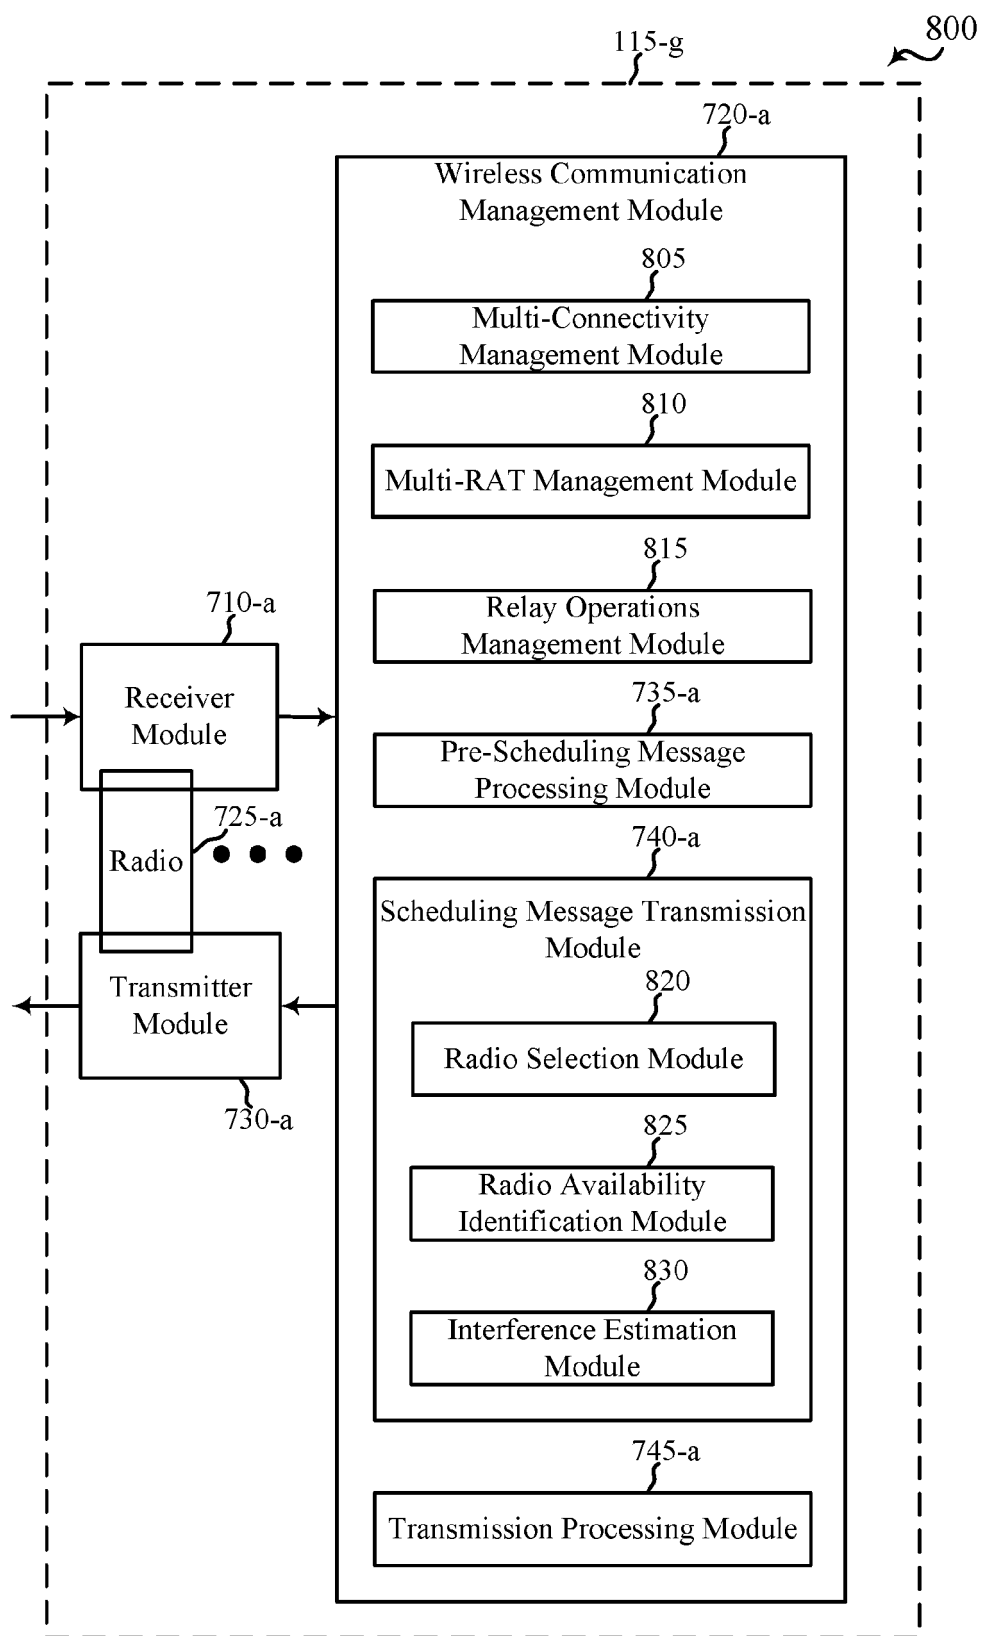 800
115-g
720-a
Wireless Communication
Management Module
805
Multi-Connectivity
Management Module
810
Multi-RAT Management Module
815
Relay Operations
Management Module
710-a
Receiver
Module
735-a
Pre-Scheduling Message
Processing Module
725-a
Radio
740-a
Scheduling Message Transmission
Module
820
Radio Selection Module
Transmitter
Module
730-a
825
Radio Availability
Identification Module
830
Interference Estimation
Module
745-a
Transmission Processing Module